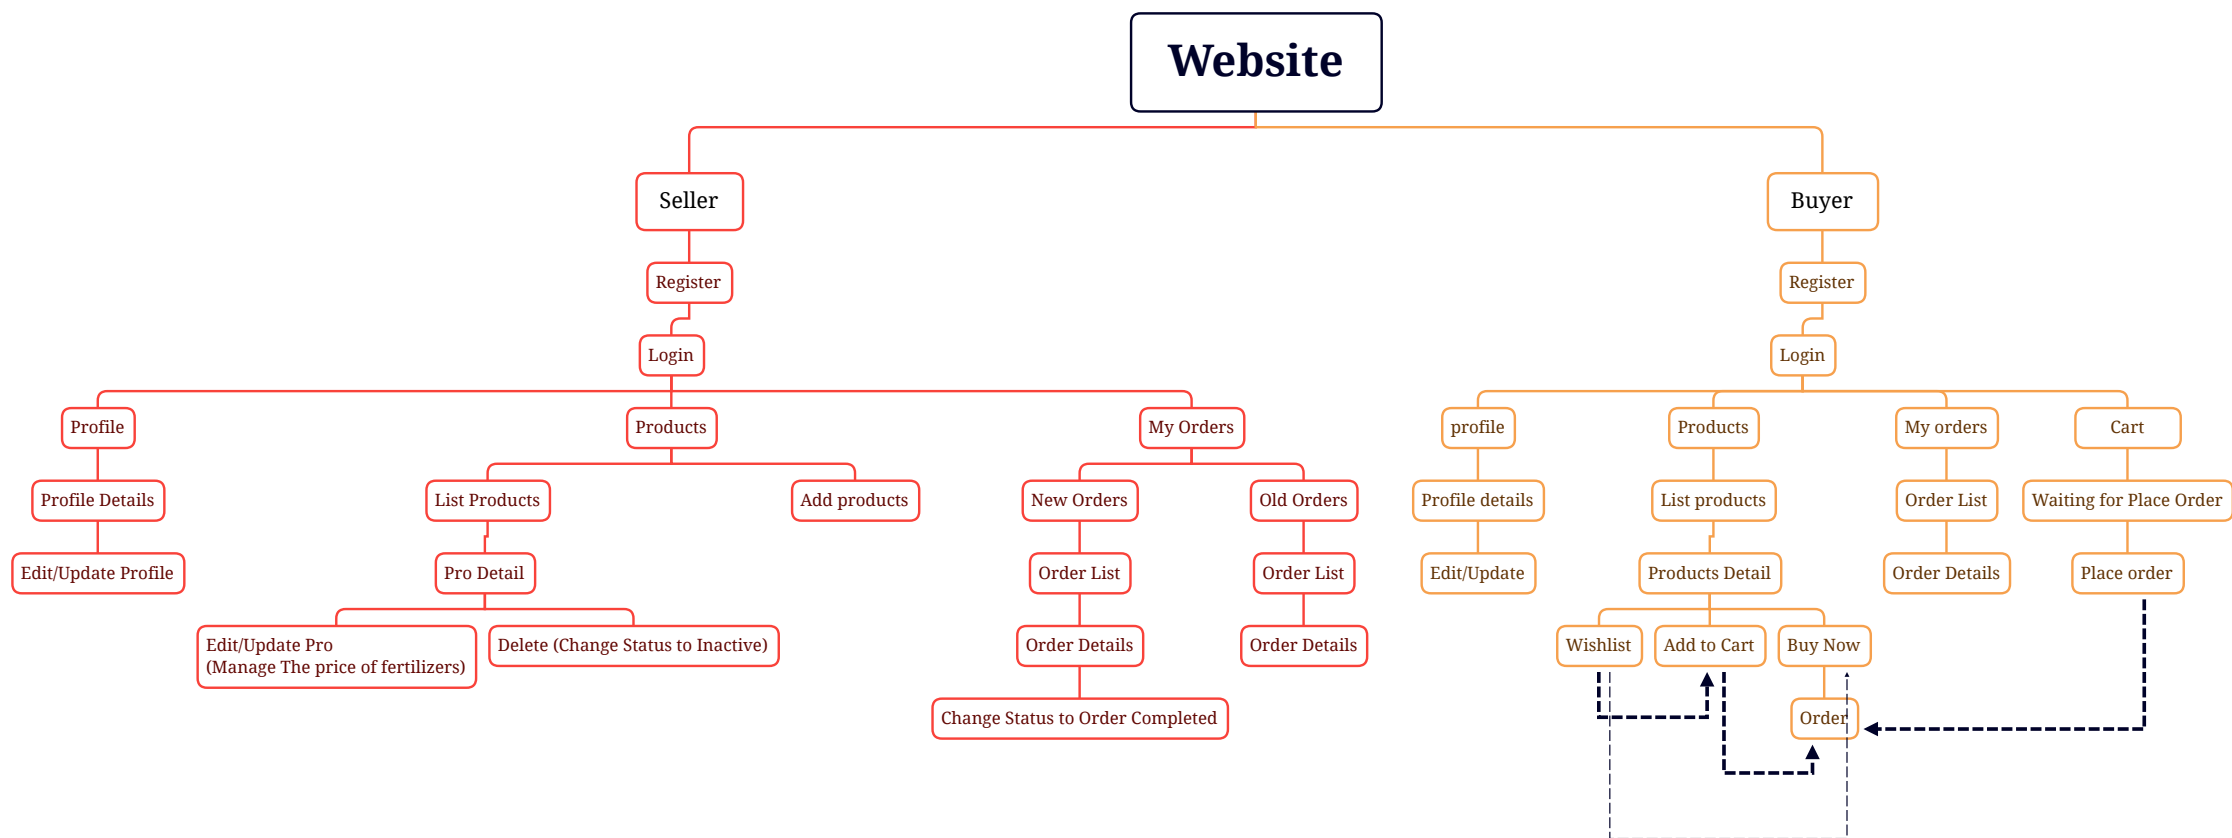 Website
Seller
Buyer
Register
Register
Login
Login
Profile
Products
My Orders
profile
Products
My orders
Cart
Profile Details
List Products
Add products
New Orders
Old Orders
Profile details
List products
Order List
Waiting for Place Order
Edit/Update Profile
Pro Detail
Order List
Order List
Edit/Update
Products Detail
Order Details
Place order
Edit/Update Pro
(Manage The price of fertilizers)
Delete (Change Status to Inactive)
Order Details
Order Details
Wishlist
Add to Cart
Buy Now
Change Status to Order Completed
Order